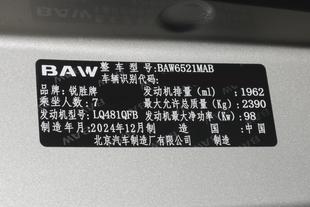 BAW 整车型号:BAW6521MAB
车辆识别代码:
品牌:锐胜牌 发动机排量(ml):1962
乘坐人数:7 最大允许总质量(Kg):2390
发动机型号:LQ481QFB 发动机最大净功率(Kw):98
制造年月:2024年12月 制造国:中国
北京汽车制造厂有限公司 制造